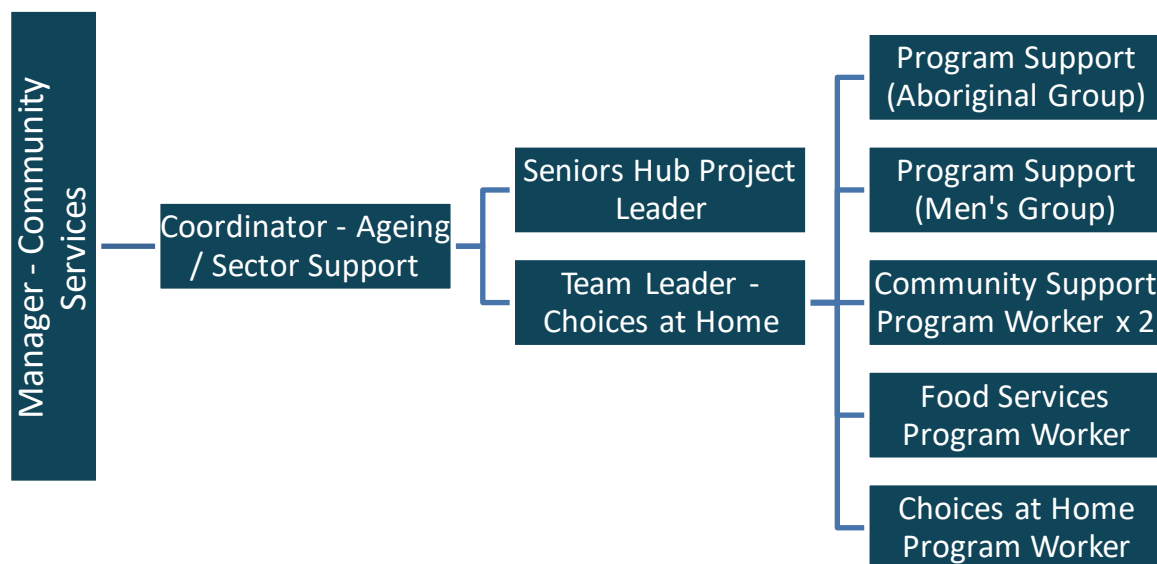 Manager - Community
Services
Coordinator - Ageing
/ Sector Support
Seniors Hub Project
Leader
Team Leader -
Choices at Home
Program Support
(Aboriginal Group)
Program Support
(Men's Group)
Community Support
Program Worker x 2
Food Services
Program Worker
Choices at Home
Program Worker